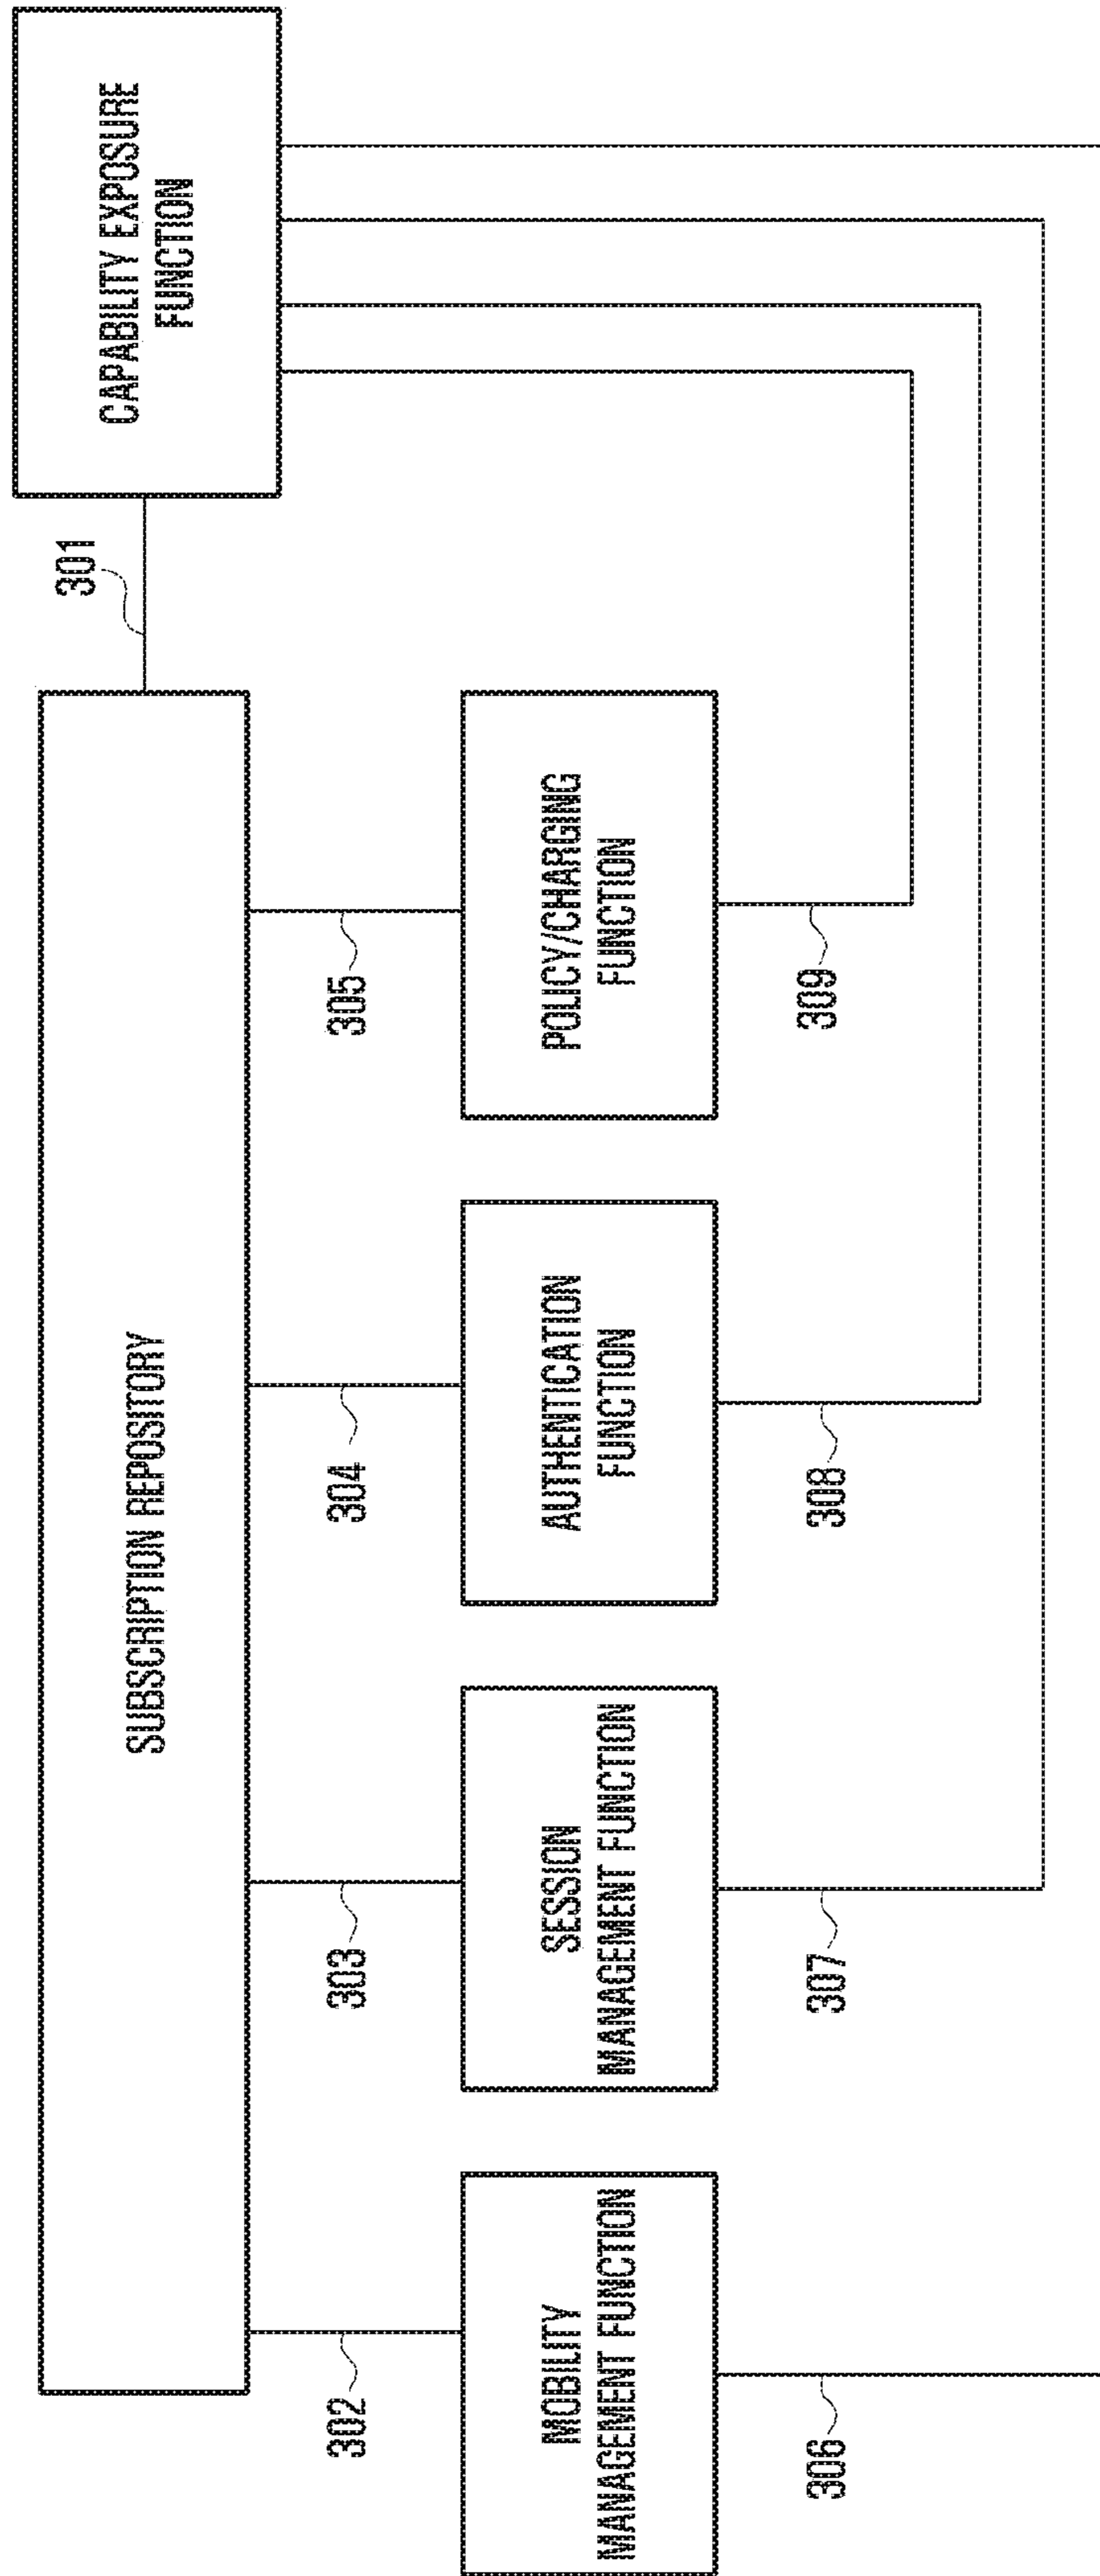 SUBSCRIPTION REPOSITORY
301
CAPABILITY EXPOSURE
FUNCTION
302
303
304
305
MOBILITY
MANAGEMENT FUNCTION
SESSION
MANAGEMENT FUNCTION
AUTHENTICATION
FUNCTION
POLICY/CHARGING
FUNCTION
306
307
308
309